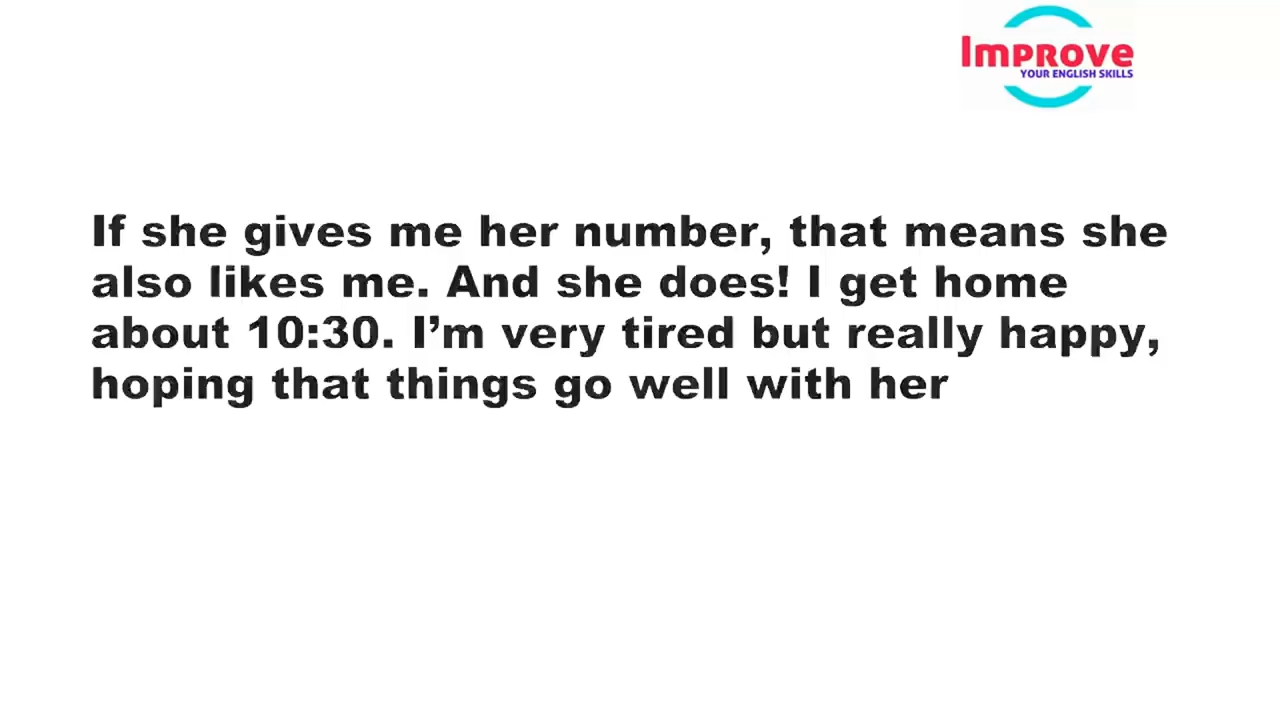 Improve
YOUR ENGLISH SKILLS
If she gives me her number, that means she
also likes me. And she does! I get home
about 10:30. I’m very tired but really happy,
hoping that things go well with her